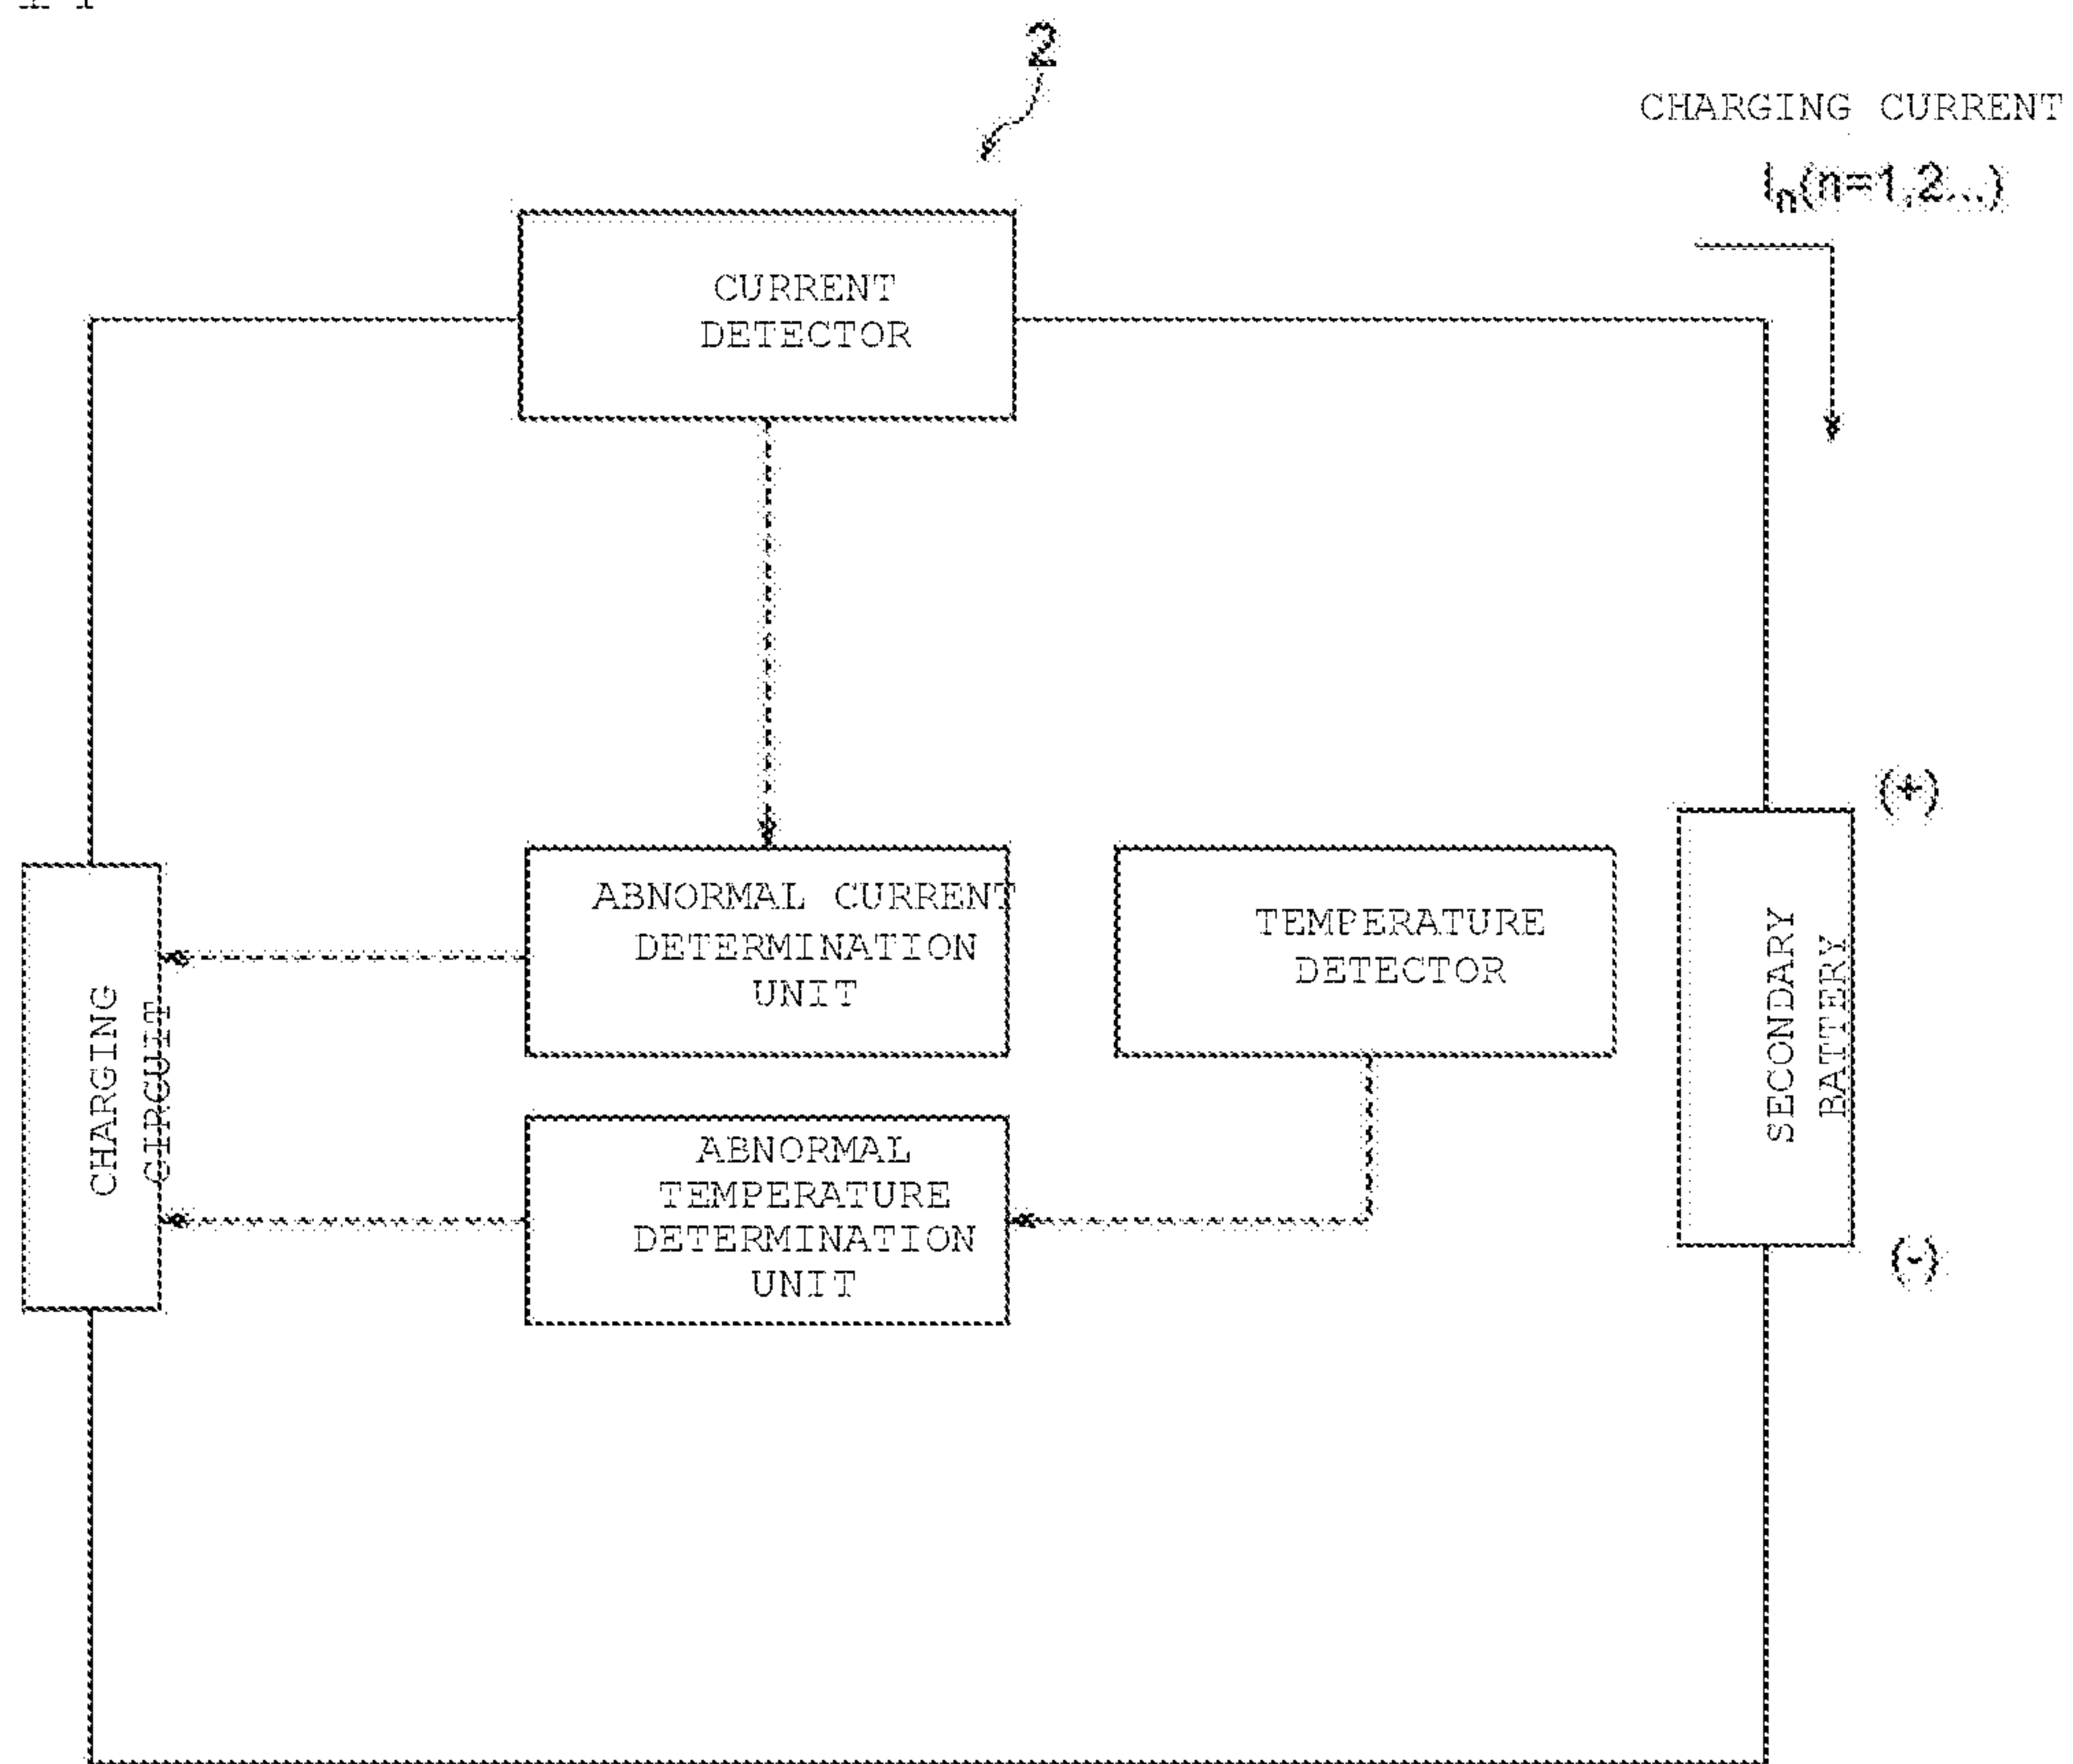 2
CHARGING CURRENT
In(n=1,2...)
CURRENT
DETECTOR
(+)
ABNORMAL CURRENT
DETERMINATION
UNIT
TEMPERATURE
DETECTOR
SECONDARY
BATTERY
CHARGING
CIRCUIT
ABNORMAL
TEMPERATURE
DETERMINATION
UNIT
(-)